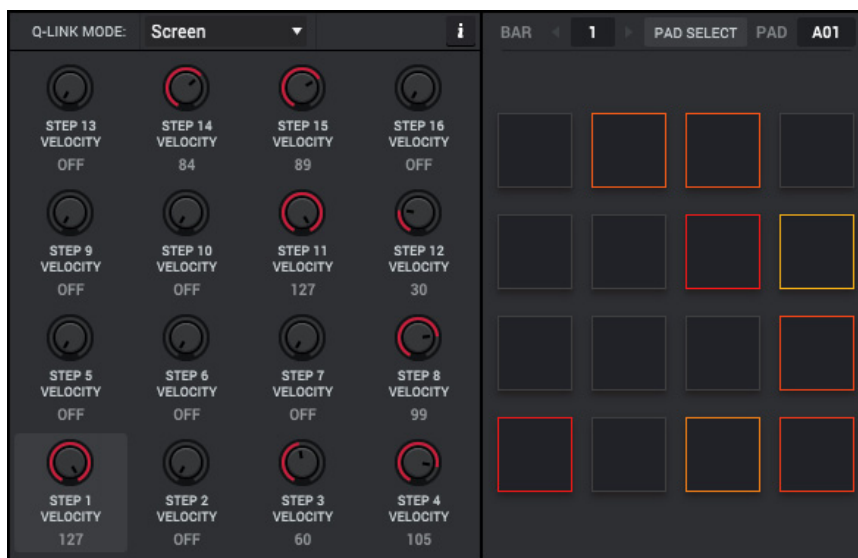 Q-LINK MODE: Screen i BAR 1 PAD SELECT PAD A01
STEP 13 STEP 14 STEP 15 STEP 16
VELOCITY VELOCITY VELOCITY VELOCITY
OFF 84 89 OFF
STEP 9 STEP 10 STEP 11 STEP 12
VELOCITY VELOCITY VELOCITY VELOCITY
OFF OFF 127 30
STEP 5 STEP 6 STEP 7 STEP 8
VELOCITY VELOCITY VELOCITY VELOCITY
OFF OFF OFF 99
STEP 1 STEP 2 STEP 3 STEP 4
VELOCITY VELOCITY VELOCITY VELOCITY
127 OFF 60 105